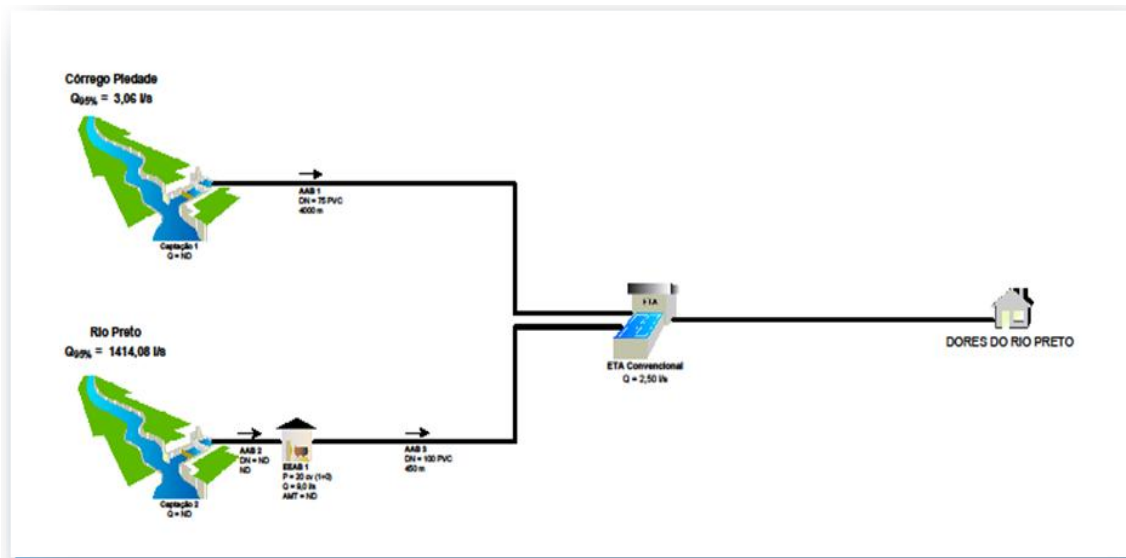 Córrego Piedade
Q95% = 3,06 l/s
AAB 1
DN = 75 PVC
4000 m
Captação 1
Q = ND
ETA
ETA Convencional
Q = 2,50 l/s
DORES DO RIO PRETO
Rio Preto
Q95% = 1414,08 l/s
AAB 2
DN = ND
ND
EEAB 1
P = 20 cv (1+0)
Q = 9,0 l/s
AMT = ND
AAB 3
DN = 100 PVC
450 m
Captação 2
Q = ND